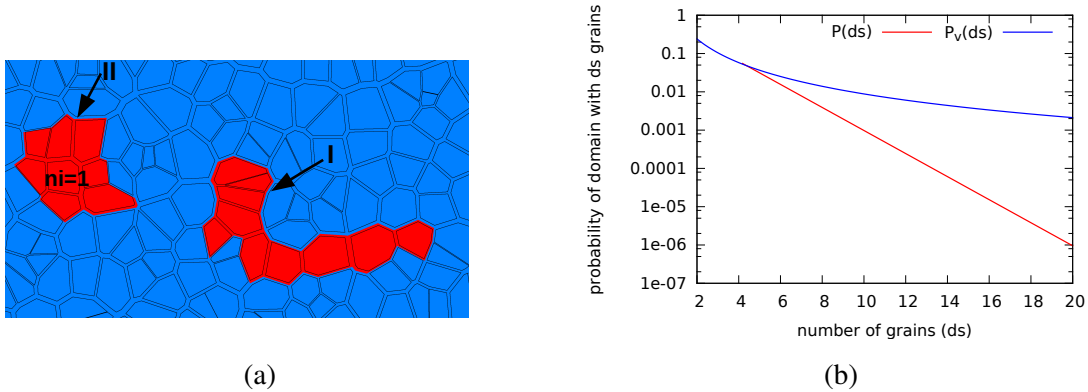 II
I
ni=1
(a)
probability of domain with ds grains
P(ds)
Pᵥ(ds)
1
0.1
0.01
0.001
0.0001
1e-05
1e-06
1e-07
2 4 6 8 10 12 14 16 18 20
number of grains (ds)
(b)